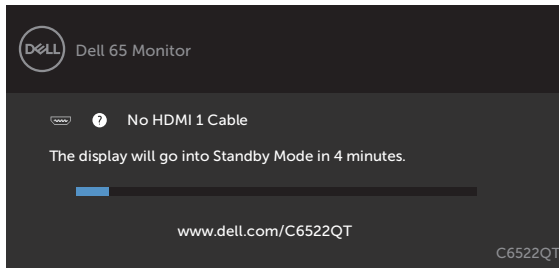 DELL
Dell 65 Monitor
? No HDMI 1 Cable
The display will go into Standby Mode in 4 minutes.
www.dell.com/C6522QT
C6522QT